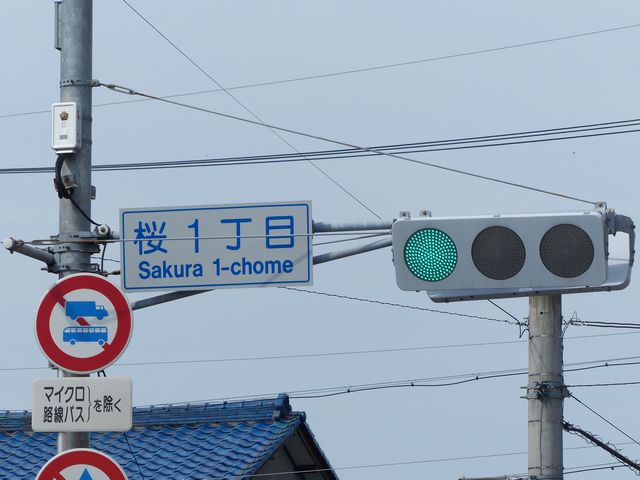 桜1丁目
Sakura 1-chome
マイクロ
路線バス}を除く